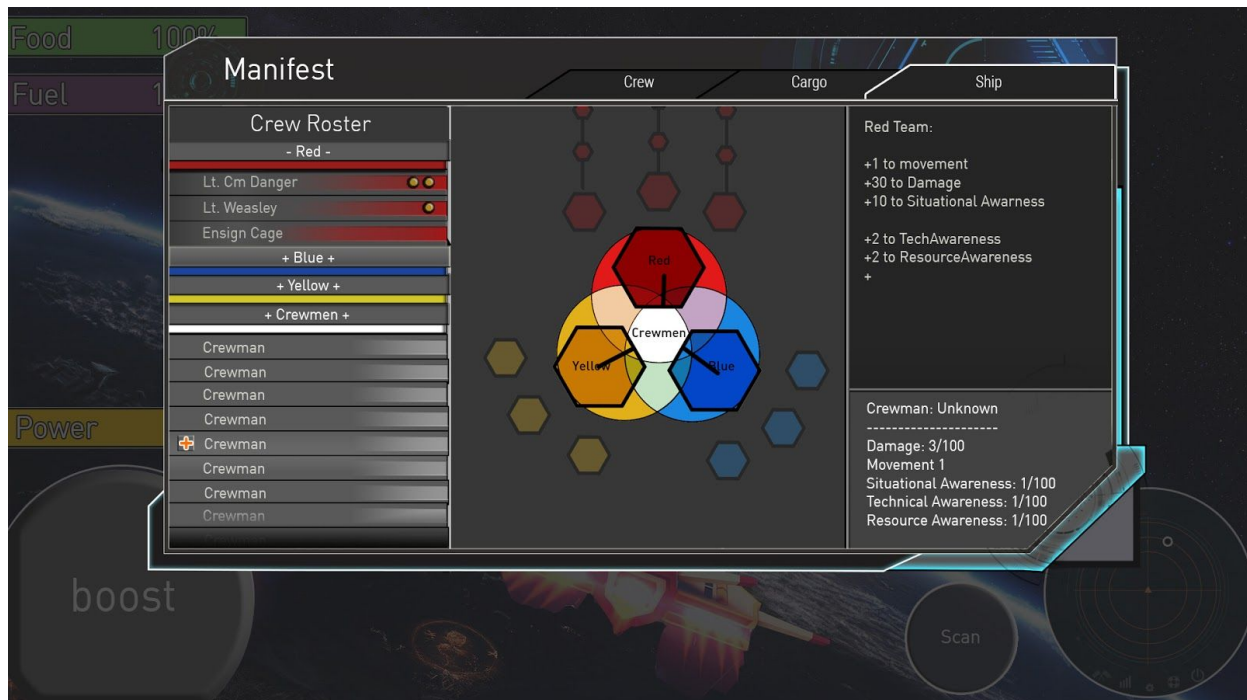 Food 100%
Fuel 1
Power
boost
Scan
Manifest
Crew
Cargo
Ship
Crew Roster
- Red -
Lt. Cm Danger
Lt. Weasley
Ensign Cage
+ Blue +
+ Yellow +
+ Crewmen +
Crewman
Crewman
Crewman
Crewman
Crewman
Crewman
Crewman
Crewman
Crewman
Red
Crewmen
Yellow
Blue
Red Team:
+1 to movement
+30 to Damage
+10 to Situational Awarness
+2 to TechAwareness
+2 to ResourceAwareness
+
Crewman: Unknown
---------------------
Damage: 3/100
Movement 1
Situational Awareness: 1/100
Technical Awareness: 1/100
Resource Awareness: 1/100